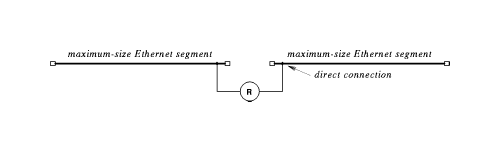 maximum-size Ethernet segment
maximum-size Ethernet segment
direct connection
R